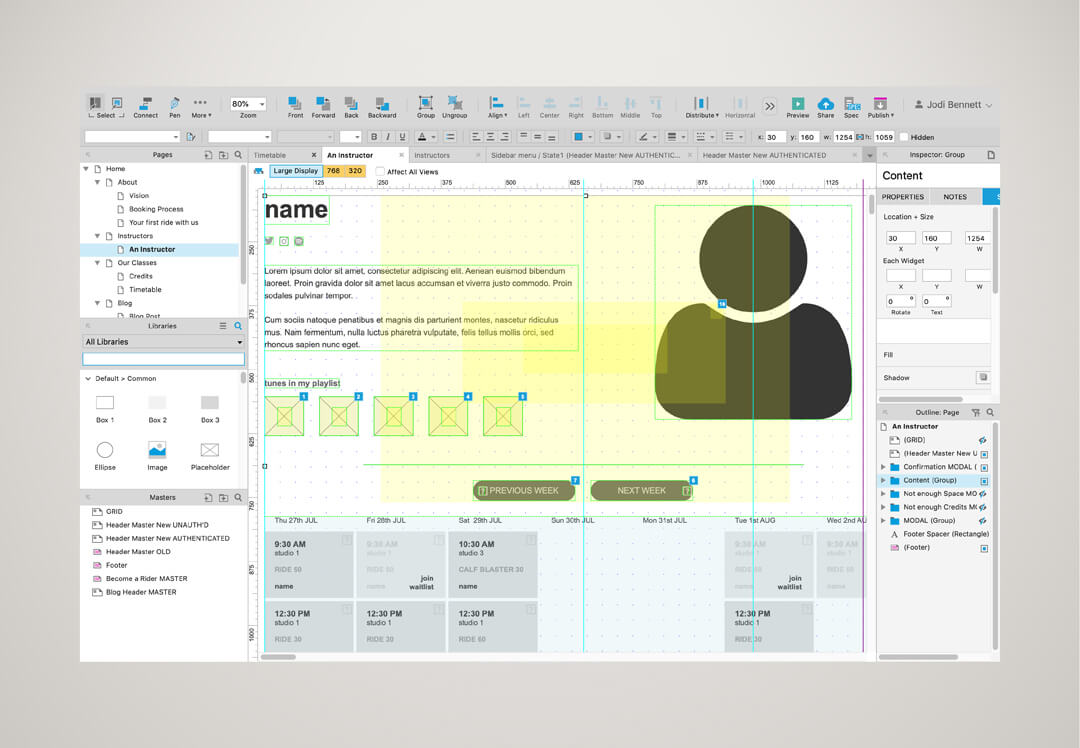 Select
Connect
Pen
More
80%
Zoom
Front
Forward
Back
Backward
Group
Ungroup
Align
Left
Center
Right
Bottom
Middle
Top
Distribute
Horizontal
Preview
Share
Spec
Publish
Jodi Bennett
B I U A
x: 30 y: 160 w: 1254 h: 1059 Hidden
Pages
Home
About
Vision
Booking Process
Your first ride with us
Instructors
An Instructor
Our Classes
Credits
Timetable
Blog
Blog Post
Libraries
All Libraries
Default > Common
Box 1
Box 2
Box 3
Ellipse
Image
Placeholder
Masters
GRID
Header Master New UNAUTH'D
Header Master New AUTHENTICATED
Header Master OLD
Footer
Become a Rider MASTER
Blog Header MASTER
Timetable
An Instructor
Instructors
Sidebar menu / State1 (Header Master New AUTHENTIC...
Header Master New AUTHENTICATED
Large Display 768 320 Affect All Views
125 250 375 500 625 750 875 1000 1125
250
375
500
625
750
875
1000
name
Lorem ipsum dolor sit amet, consectetur adipiscing elit. Aenean euismod bibendum
laoreet. Proin gravida dolor sit amet lacus accumsan et viverra justo commodo. Proin
sodales pulvinar tempor.
Cum sociis natoque penatibus et magnis dis parturient montes, nascetur ridiculus
mus. Nam fermentum, nulla luctus pharetra vulputate, felis tellus mollis orci, sed
rhoncus sapien nunc eget.
16
tunes in my playlist
1 2 3 4 5
? PREVIOUS WEEK 7
NEXT WEEK ? 6
Thu 27th JUL
Fri 28th JUL
Sat 29th JUL
Sun 30th JUL
Mon 31st JUL
Tue 1st AUG
Wed 2nd AU
9:30 AM ?
studio 1
RIDE 50
name
9:30 AM ?
studio 1
RIDE 50
name
join
waitlist
10:30 AM ?
studio 3
CALF BLASTER 30
name
9:30 AM ?
studio 1
RIDE 50
name
join
waitlist
9:30 AM
studio 1
RIDE 50
name
12:30 PM ?
studio 1
RIDE 30
12:30 PM ?
studio 1
RIDE 30
12:30 PM ?
studio 1
RIDE 60
12:30 PM ?
studio 1
RIDE 30
Inspector: Group
Content
PROPERTIES
NOTES
S
Location + Size
30 160 1254
X Y W
Each Widget
X Y W
0 ° 0 °
Rotate Text
Fill
Shadow
Outline: Page
An Instructor
(GRID)
(Header Master New U
Confirmation MODAL (
Content (Group)
Not enough Space MO
Not enough Credits MO
MODAL (Group)
A Footer Spacer (Rectangle)
(Footer)